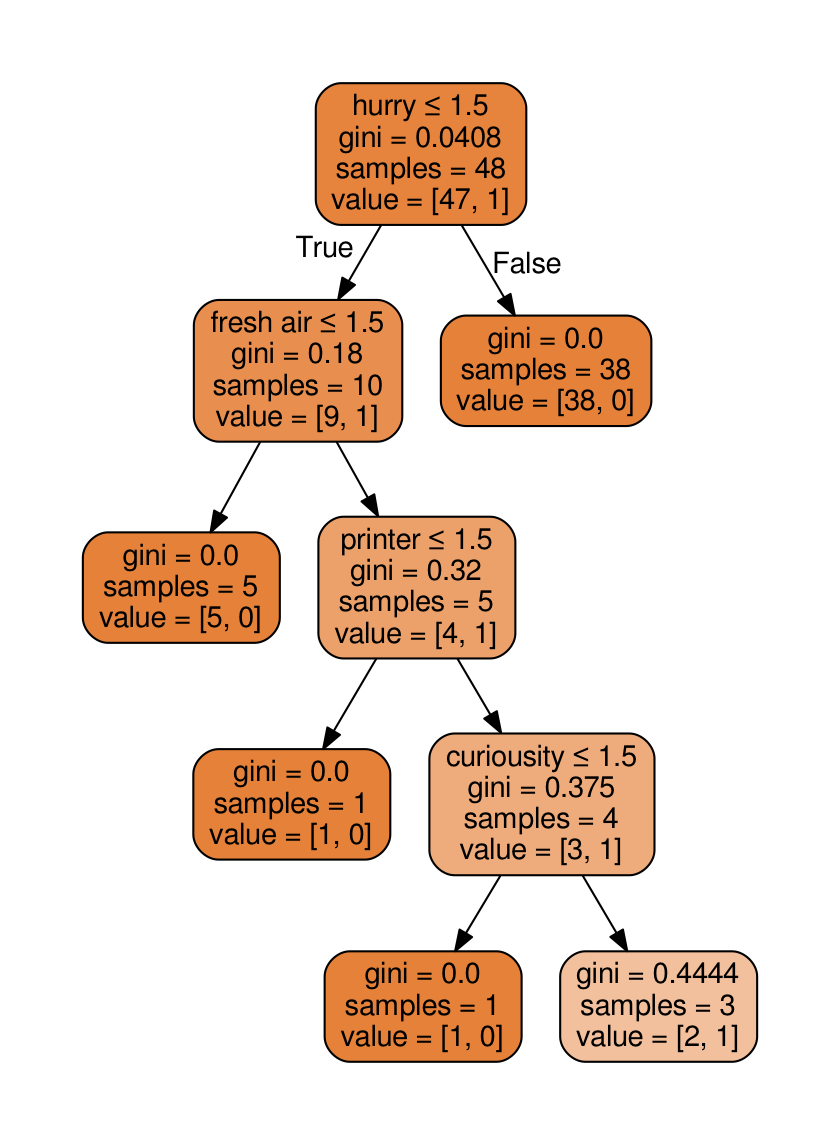 hurry ≤ 1.5
gini = 0.0408
samples = 48
value = [47, 1]
True
False
fresh air ≤ 1.5
gini = 0.18
samples = 10
value = [9, 1]
gini = 0.0
samples = 38
value = [38, 0]
gini = 0.0
samples = 5
value = [5, 0]
printer ≤ 1.5
gini = 0.32
samples = 5
value = [4, 1]
gini = 0.0
samples = 1
value = [1, 0]
curiousity ≤ 1.5
gini = 0.375
samples = 4
value = [3, 1]
gini = 0.0
samples = 1
value = [1, 0]
gini = 0.4444
samples = 3
value = [2, 1]